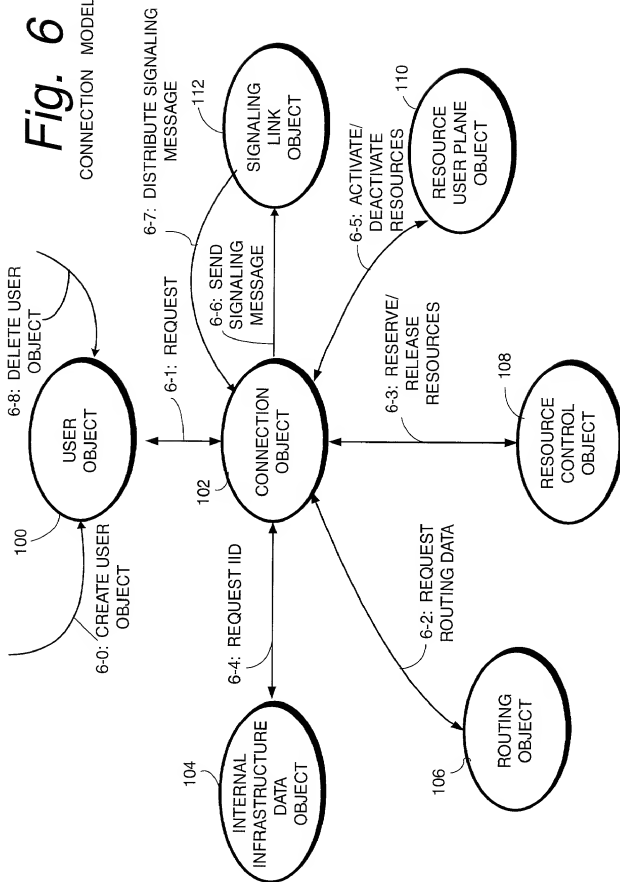 Fig. 6
CONNECTION MODEL
6-8: DELETE USER
OBJECT
6-0: CREATE USER
OBJECT
100
USER
OBJECT
6-1: REQUEST
6-7: DISTRIBUTE SIGNALING
MESSAGE
112
SIGNALING
LINK
OBJECT
6-6: SEND
SIGNALING
MESSAGE
102
CONNECTION
OBJECT
6-4: REQUEST IID
104
INTERNAL
INFRASTRUCTURE
DATA
OBJECT
6-5: ACTIVATE/
DEACTIVATE
RESOURCES
110
RESOURCE
USER PLANE
OBJECT
6-3: RESERVE/
RELEASE
RESOURCES
108
RESOURCE
CONTROL
OBJECT
6-2: REQUEST
ROUTING DATA
106
ROUTING
OBJECT